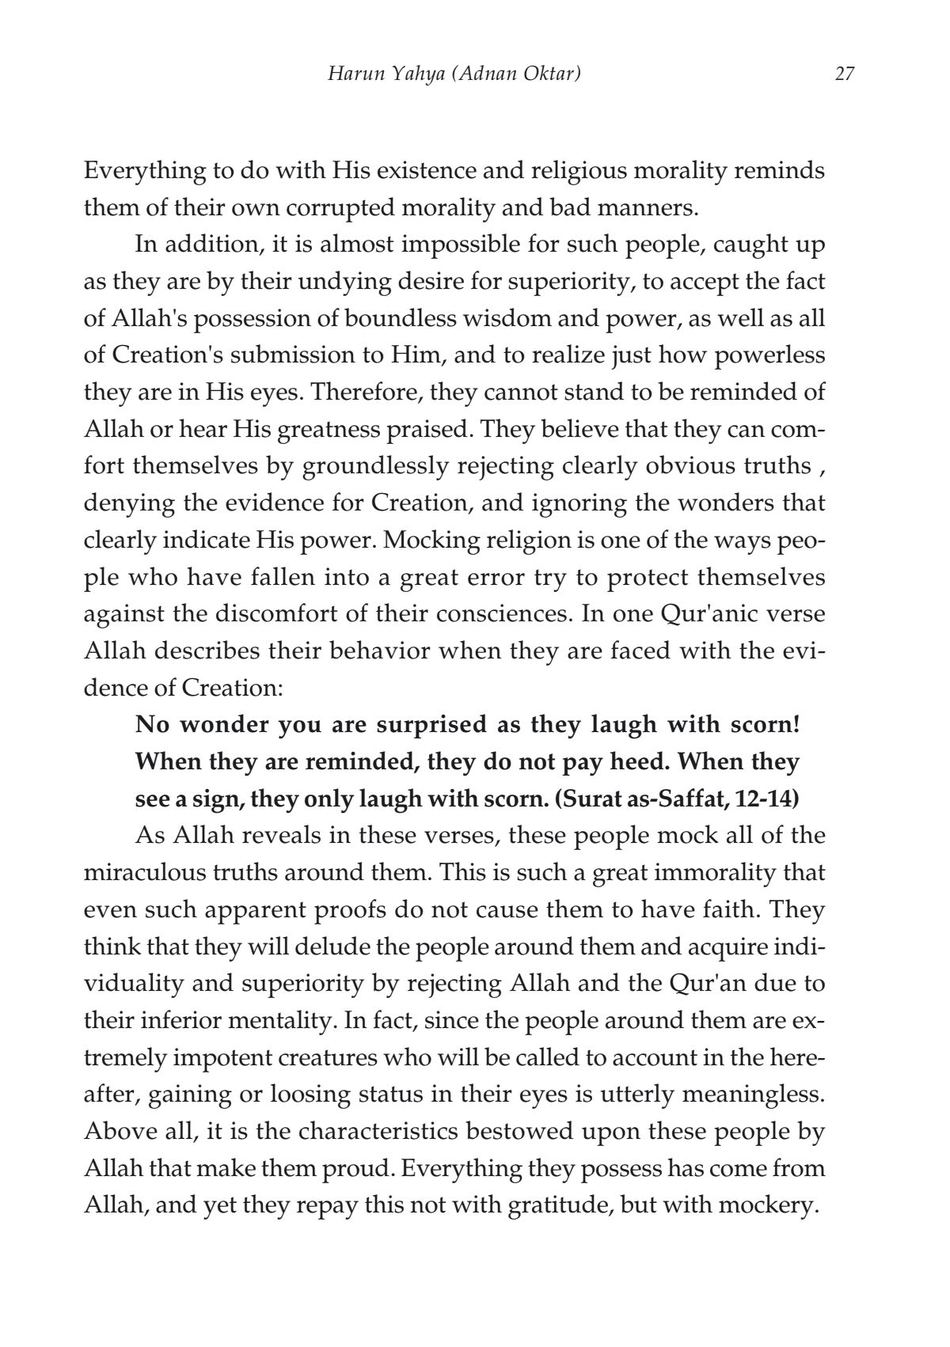 Harun Yahya (Adnan Oktar) 27
Everything to do with His existence and religious morality reminds
them of their own corrupted morality and bad manners.
In addition, it is almost impossible for such people, caught up
as they are by their undying desire for superiority, to accept the fact
of Allah's possession of boundless wisdom and power, as well as all
of Creation's submission to Him, and to realize just how powerless
they are in His eyes. Therefore, they cannot stand to be reminded of
Allah or hear His greatness praised. They believe that they can com-
fort themselves by groundlessly rejecting clearly obvious truths ,
denying the evidence for Creation, and ignoring the wonders that
clearly indicate His power. Mocking religion is one of the ways peo-
ple who have fallen into a great error try to protect themselves
against the discomfort of their consciences. In one Qur'anic verse
Allah describes their behavior when they are faced with the evi-
dence of Creation:
No wonder you are surprised as they laugh with scorn!
When they are reminded, they do not pay heed. When they
see a sign, they only laugh with scorn. (Surat as-Saffat, 12-14)
As Allah reveals in these verses, these people mock all of the
miraculous truths around them. This is such a great immorality that
even such apparent proofs do not cause them to have faith. They
think that they will delude the people around them and acquire indi-
viduality and superiority by rejecting Allah and the Qur'an due to
their inferior mentality. In fact, since the people around them are ex-
tremely impotent creatures who will be called to account in the here-
after, gaining or loosing status in their eyes is utterly meaningless.
Above all, it is the characteristics bestowed upon these people by
Allah that make them proud. Everything they possess has come from
Allah, and yet they repay this not with gratitude, but with mockery.